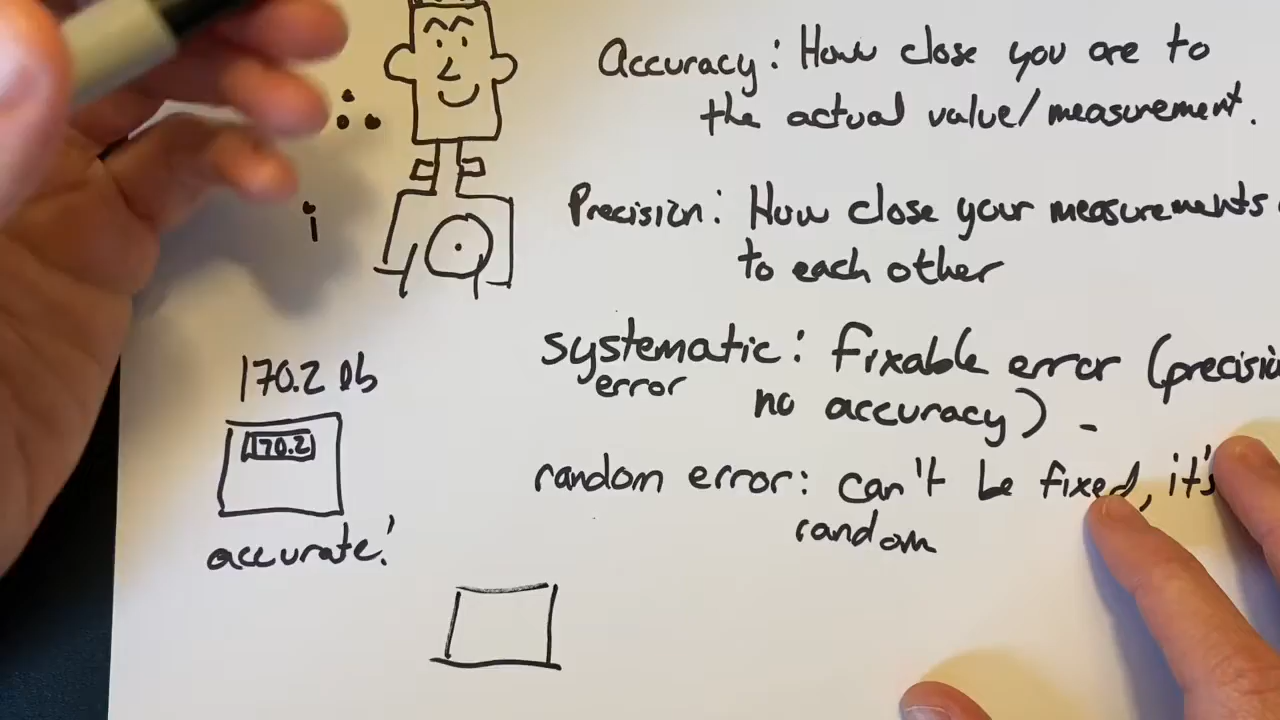 Accuracy: How close you are to
the actual value/measurement.
Precision: How close your measurements
to each other
systematic: fixable error (precision
error no accuracy) -
random error: can't be fixed, it's
random
170.2 lb
170.2
accurate!